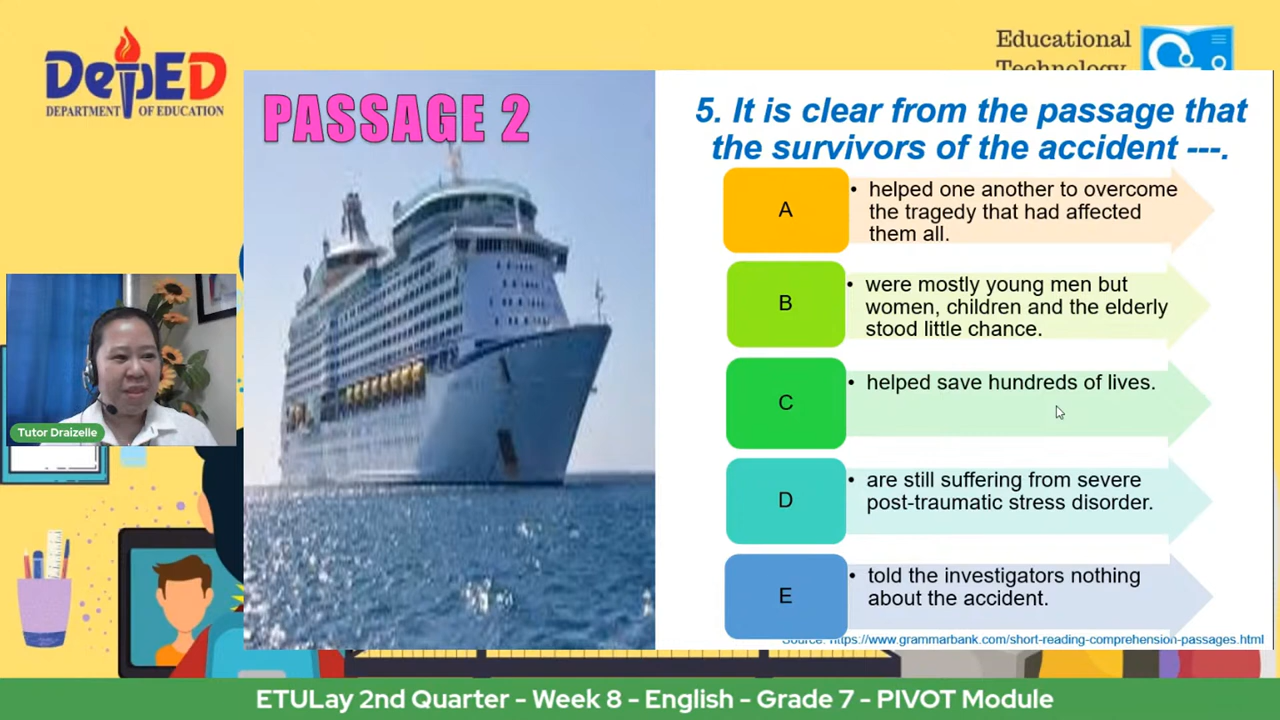 DepED
DEPARTMENT OF EDUCATION
Educational
Technology
PASSAGE 2
5. It is clear from the passage that
the survivors of the accident ---.
A
• helped one another to overcome
the tragedy that had affected
them all.
B
• were mostly young men but
women, children and the elderly
stood little chance.
C
• helped save hundreds of lives.
D
• are still suffering from severe
post-traumatic stress disorder.
E
• told the investigators nothing
about the accident.
Source: https://www.grammarbank.com/short-reading-comprehension-passages.html
Tutor Draizelle
ETULay 2nd Quarter - Week 8 - English - Grade 7 - PIVOT Module